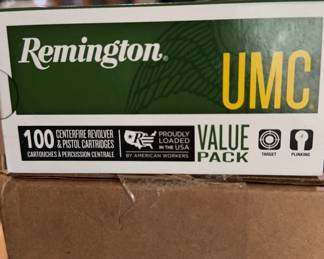 Remington®
UMC®
100 CENTERFIRE REVOLVER
& PISTOL CARTRIDGES
CARTOUCHES À PERCUSSION CENTRALE
PROUDLY
LOADED
IN THE USA
BY AMERICAN WORKERS
VALUE
PACK
TARGET
PLINKING